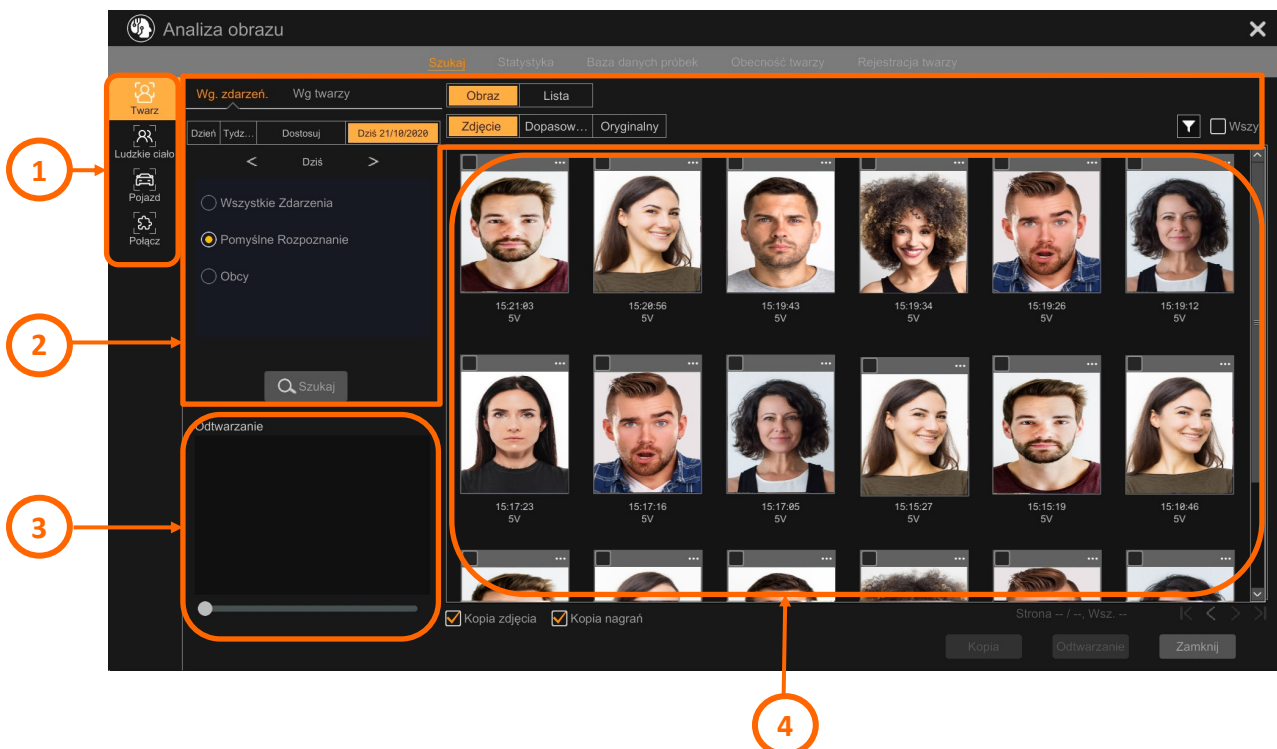 Analiza obrazu
Szukaj Statystyka Baza danych próbek Obecność twarzy Rejestracja twarzy
Twarz
Ludzkie ciało
Pojazd
Połącz
1
2
3
Wg. zdarzeń. Wg twarzy
Dzień Tydz... Dostosuj Dziś 21/10/2020
< Dziś >
Wszystkie Zdarzenia
Pomyślne Rozpoznanie
Obcy
Szukaj
Odtwarzanie
Obraz Lista
Zdjęcie Dopasow... Oryginalny Wszy
15:21:03 15:20:56 15:19:43 15:19:34 15:19:26 15:19:12
5V 5V 5V 5V 5V 5V
15:17:23 15:17:16 15:17:05 15:15:27 15:15:19 15:10:46
5V 5V 5V 5V 5V 5V
Kopia zdjęcia Kopia nagrań Strona -- / --, Wsz. --
Kopia Odtwarzanie Zamknij
4